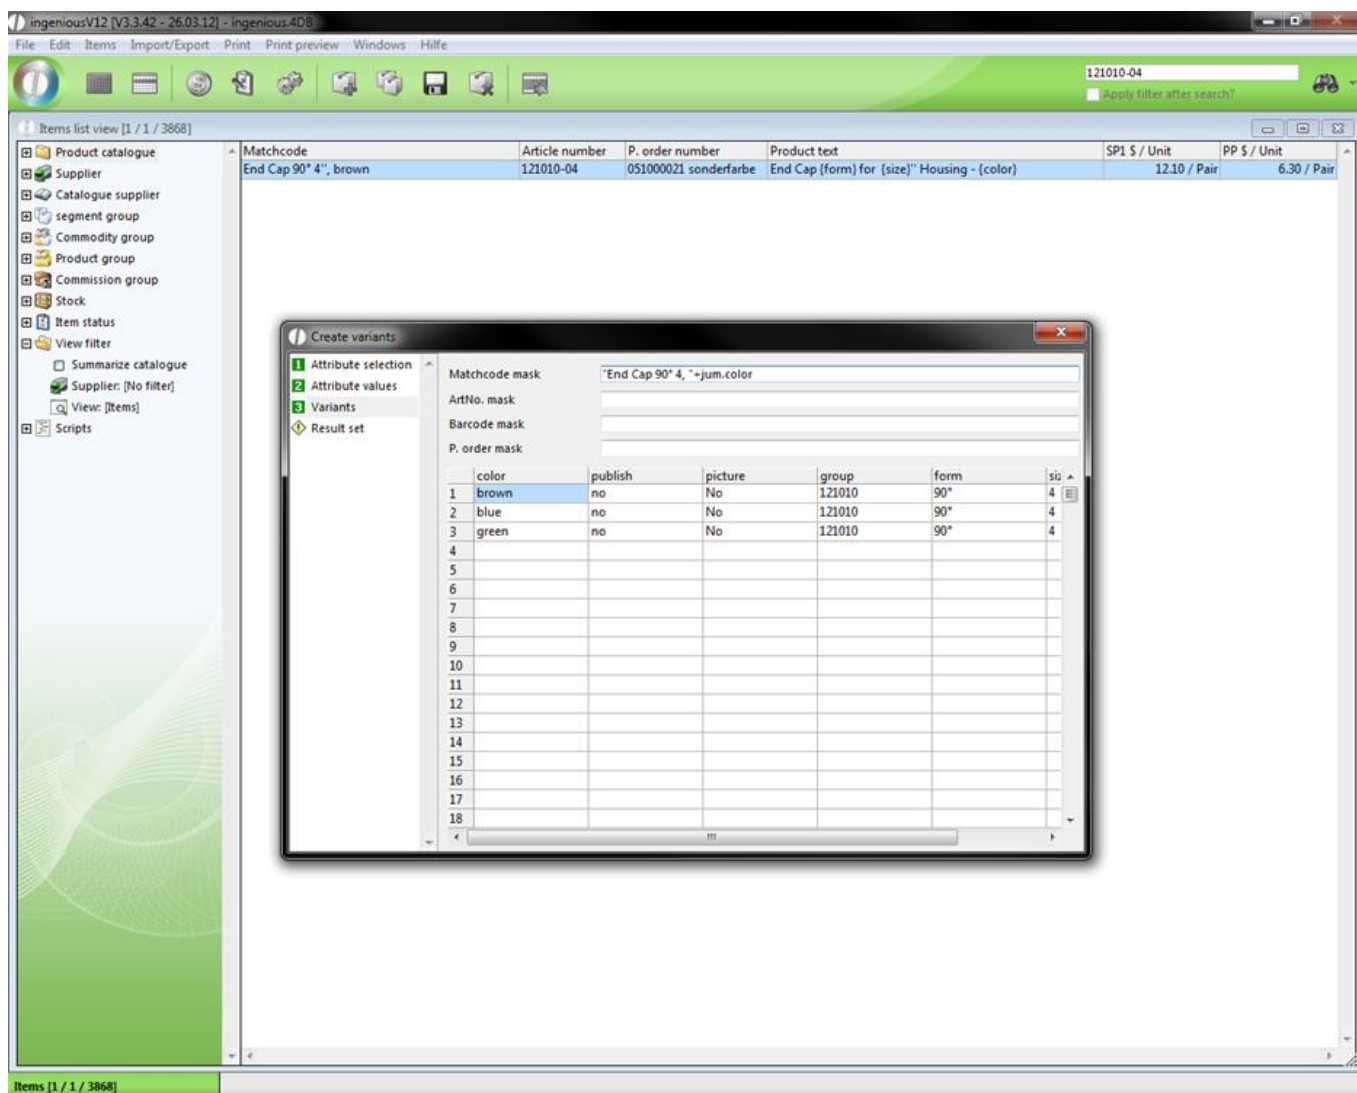 ingeniousV12 [V3.3.42 - 26.03.12] - ingenious.4DB
File Edit Items Import/Export Print Print preview Windows Hilfe
121010-04
Apply filter after search?
Items list view [1 / 1 / 3868]
Product catalogue
Supplier
Catalogue supplier
segment group
Commodity group
Product group
Commission group
Stock
Item status
View filter
Summarize catalogue
Supplier: [No filter]
View: [Items]
Scripts
Matchcode Article number P. order number Product text SP1 $ / Unit PP $ / Unit
End Cap 90° 4'', brown 121010-04 051000021 sonderfarbe End Cap {form} for {size}'' Housing - {color} 12.10 / Pair 6.30 / Pair
Create variants
1 Attribute selection
2 Attribute values
3 Variants
Result set
Matchcode mask "End Cap 90° 4, "+jum.color
ArtNo. mask
Barcode mask
P. order mask
color publish picture group form
1 brown no No 121010 90° 4
2 blue no No 121010 90° 4
3 green no No 121010 90° 4
4
5
6
7
8
9
10
11
12
13
14
15
16
17
18
Items [1 / 1 / 3868]